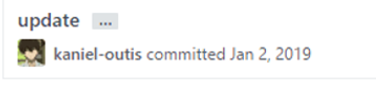 update ...
kaniel-outis committed Jan 2, 2019